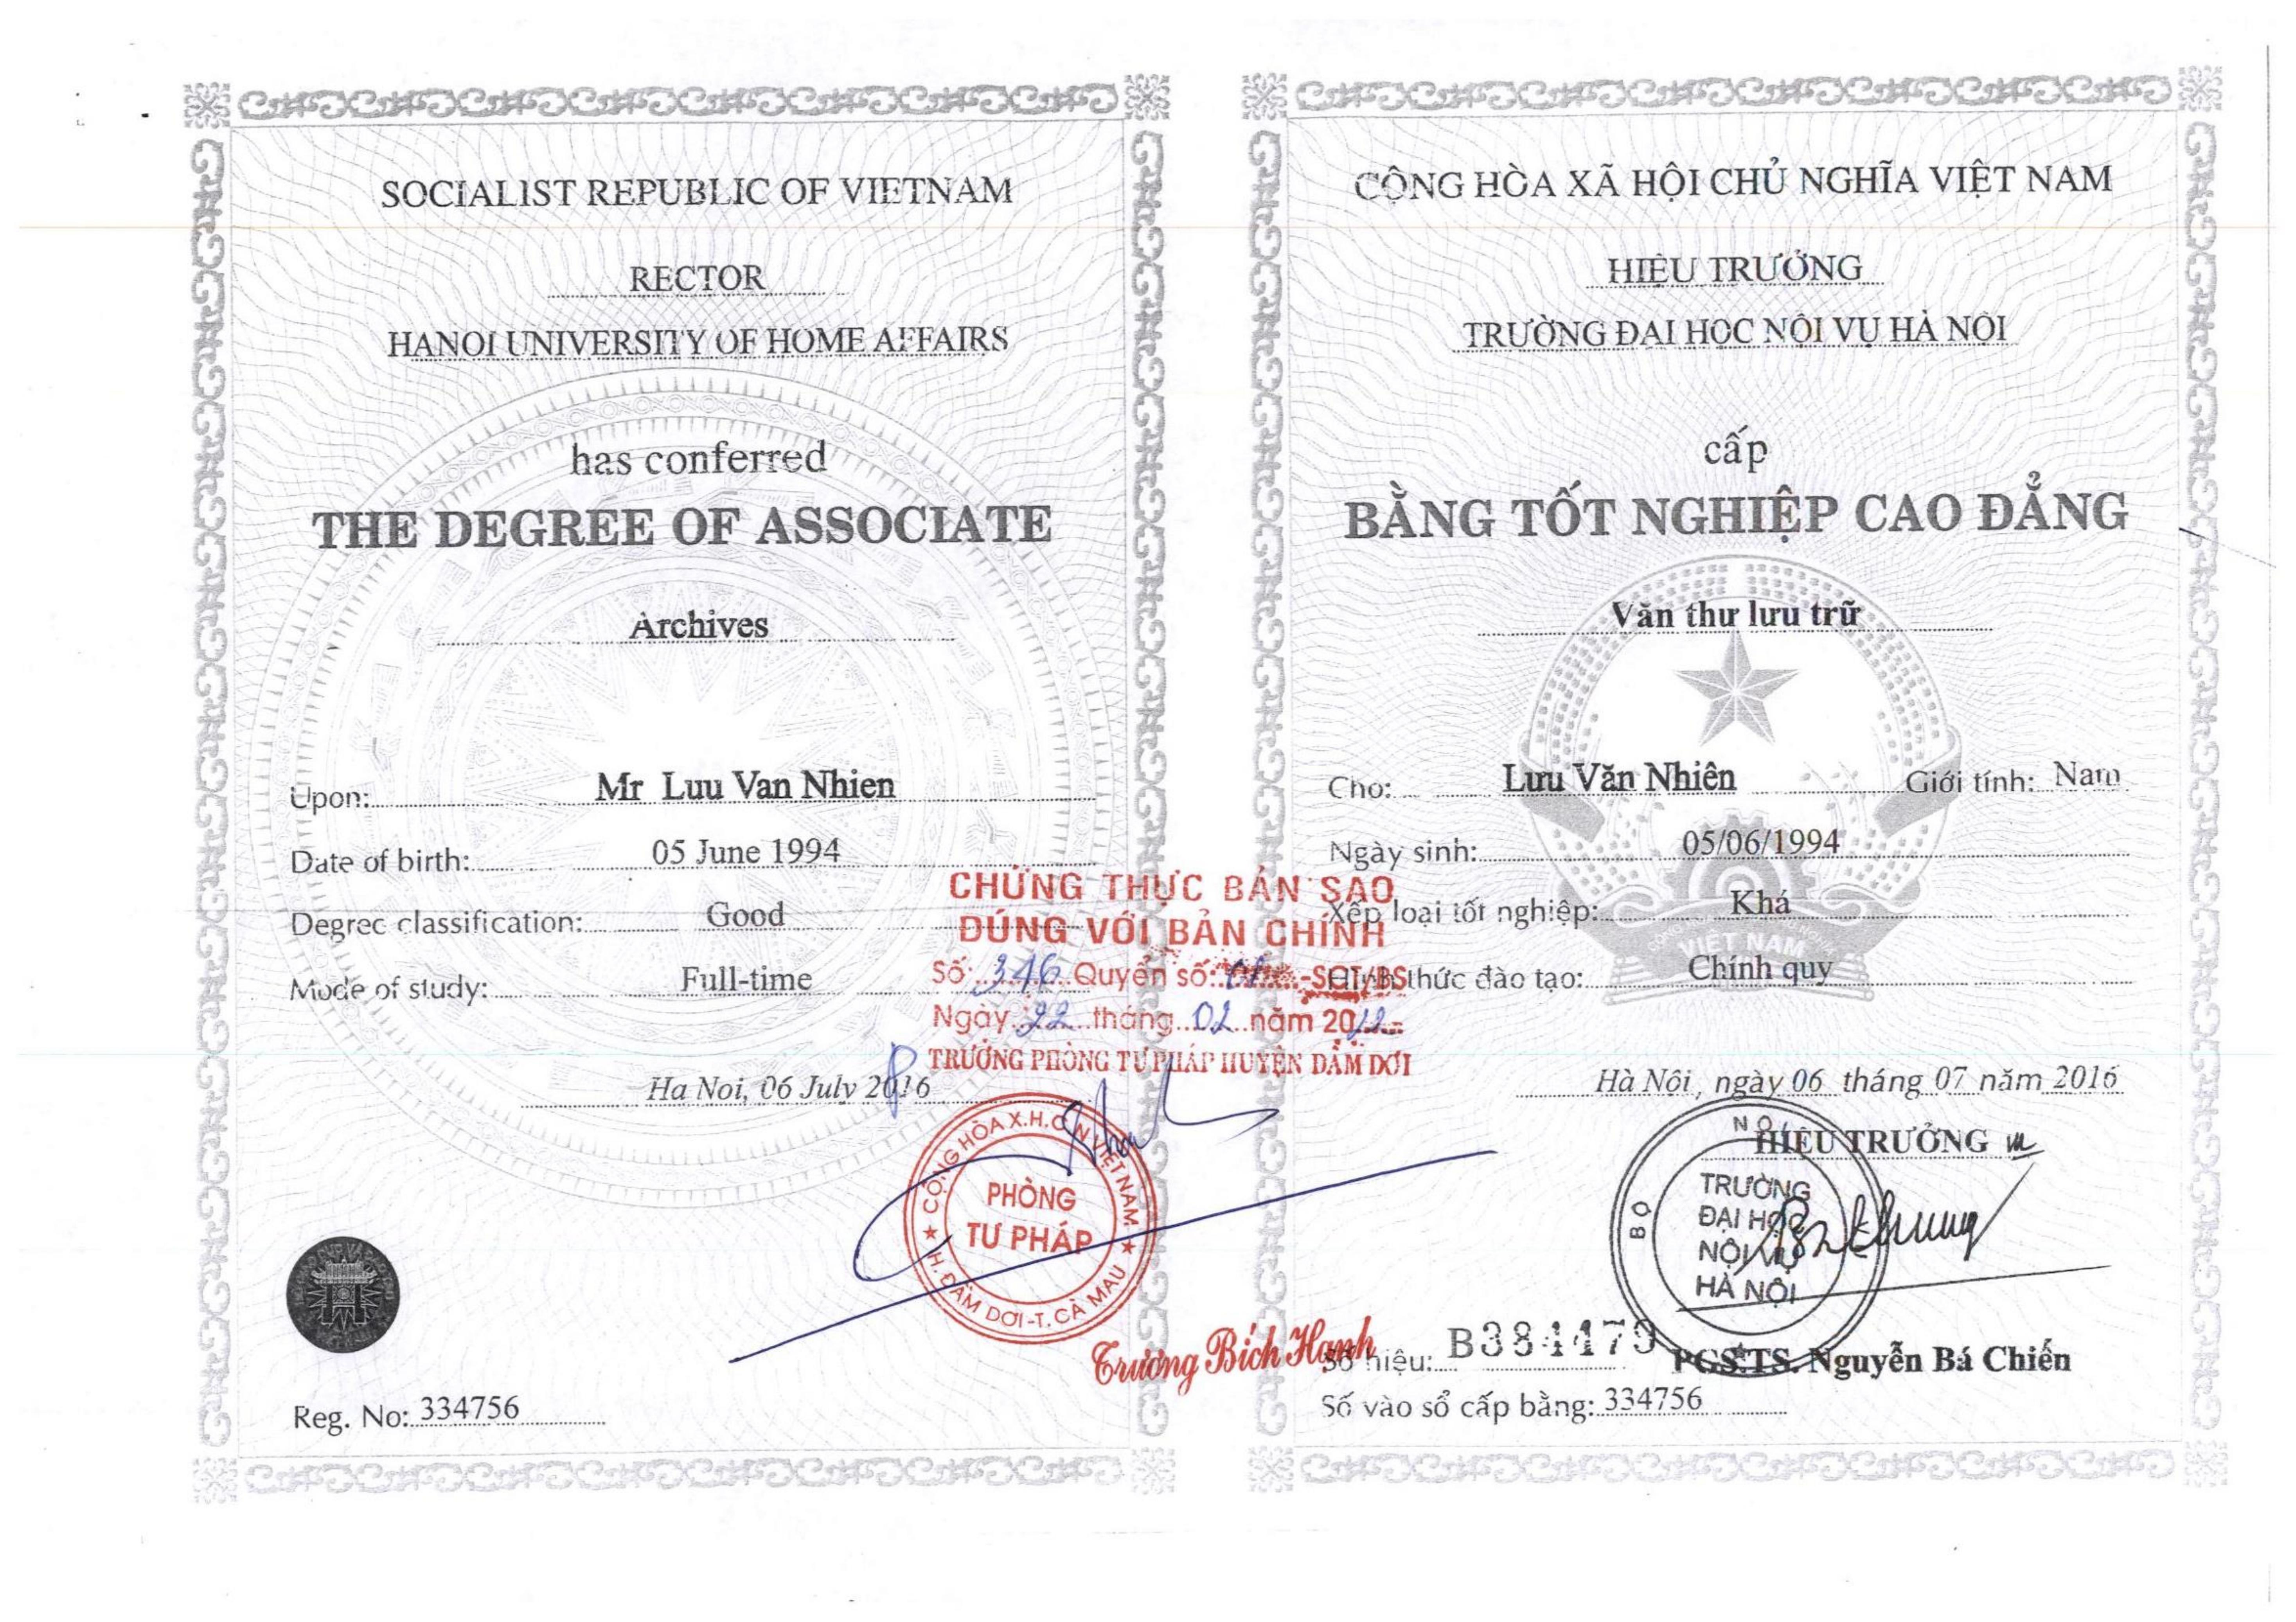 SOCIALIST REPUBLIC OF VIETNAM
RECTOR
HANOI UNIVERSITY OF HOME AFFAIRS
has conferred
THE DEGREE OF ASSOCIATE
Archives
Upon: Mr Luu Van Nhien
Date of birth: 05 June 1994
Degree classification: Good
Mode of study: Full-time
Ha Noi, 06 July 2016
Reg. No: 334756
CHỨNG THỰC BẢN SAO
ĐÚNG VỚI BẢN CHÍNH
Số: 346 Quyển số: 01 -SCT/BS
Ngày 22 tháng 02 năm 20
TRƯỞNG PHÒNG TƯ PHÁP HUYỆN ĐẦM DƠI
CỘNG HÒA X.H.C.N VIỆT NAM
PHÒNG
TƯ PHÁP
H. ĐẦM DƠI-T. CÀ MAU
Trương Bích Hạnh
CỘNG HÒA XÃ HỘI CHỦ NGHĨA VIỆT NAM
HIỆU TRƯỞNG
TRƯỜNG ĐẠI HỌC NỘI VỤ HÀ NỘI
cấp
BẰNG TỐT NGHIỆP CAO ĐẲNG
Văn thư lưu trữ
Cho: Lưu Văn Nhiên Giới tính: Nam
Ngày sinh: 05/06/1994
Xếp loại tốt nghiệp: Khá
VIỆT NAM
Hình thức đào tạo: Chính quy
Hà Nội, ngày 06 tháng 07 năm 2016
HIỆU TRƯỞNG
BỘ NỘI
TRƯỜNG
ĐẠI HỌC
NỘI VỤ
HÀ NỘI
Số hiệu: B384479
PGS.TS. Nguyễn Bá Chiến
Số vào sổ cấp bằng: 334756